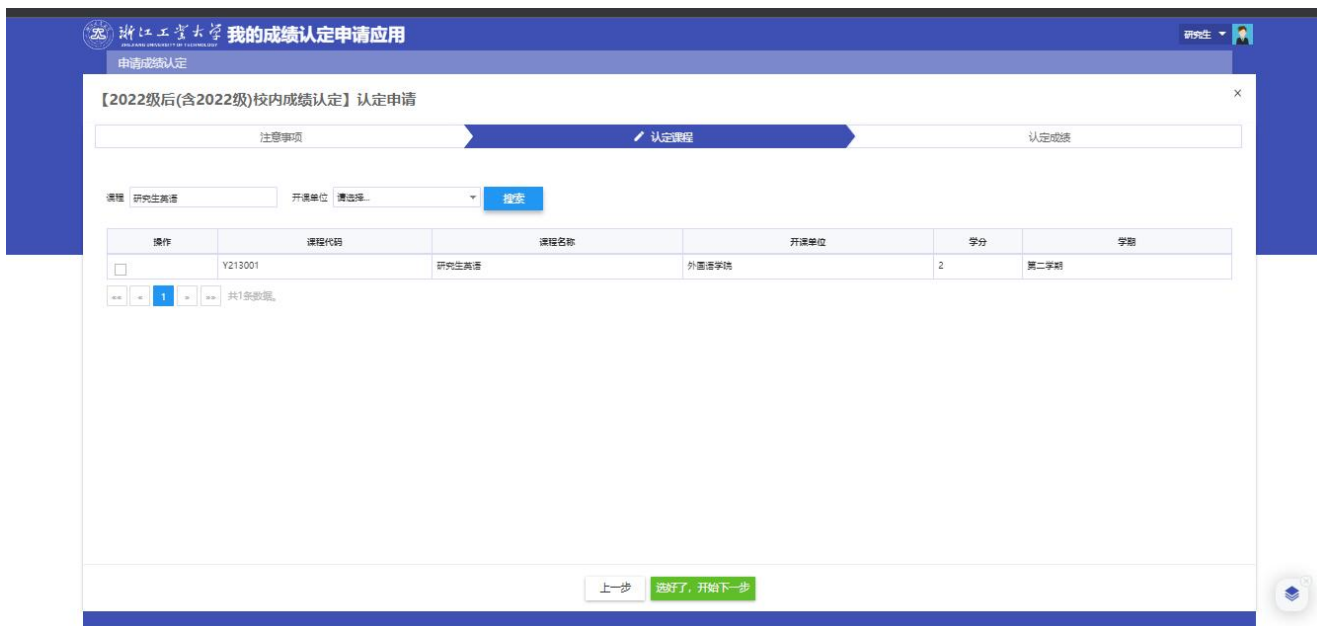 浙江工业大学 我的成绩认定申请应用 研究生
ZHEJIANG UNIVERSITY OF TECHNOLOGY
申请成绩认定
【2022级后(含2022级)校内成绩认定】认定申请 ×
注意事项 认定课程 认定成绩
课程 研究生英语 开课单位 请选择... 搜索
操作 课程代码 课程名称 开课单位 学分 学期
Y213001 研究生英语 外国语学院 2 第二学期
«« « 1 » »» 共1条数据。
上一步 选好了，开始下一步